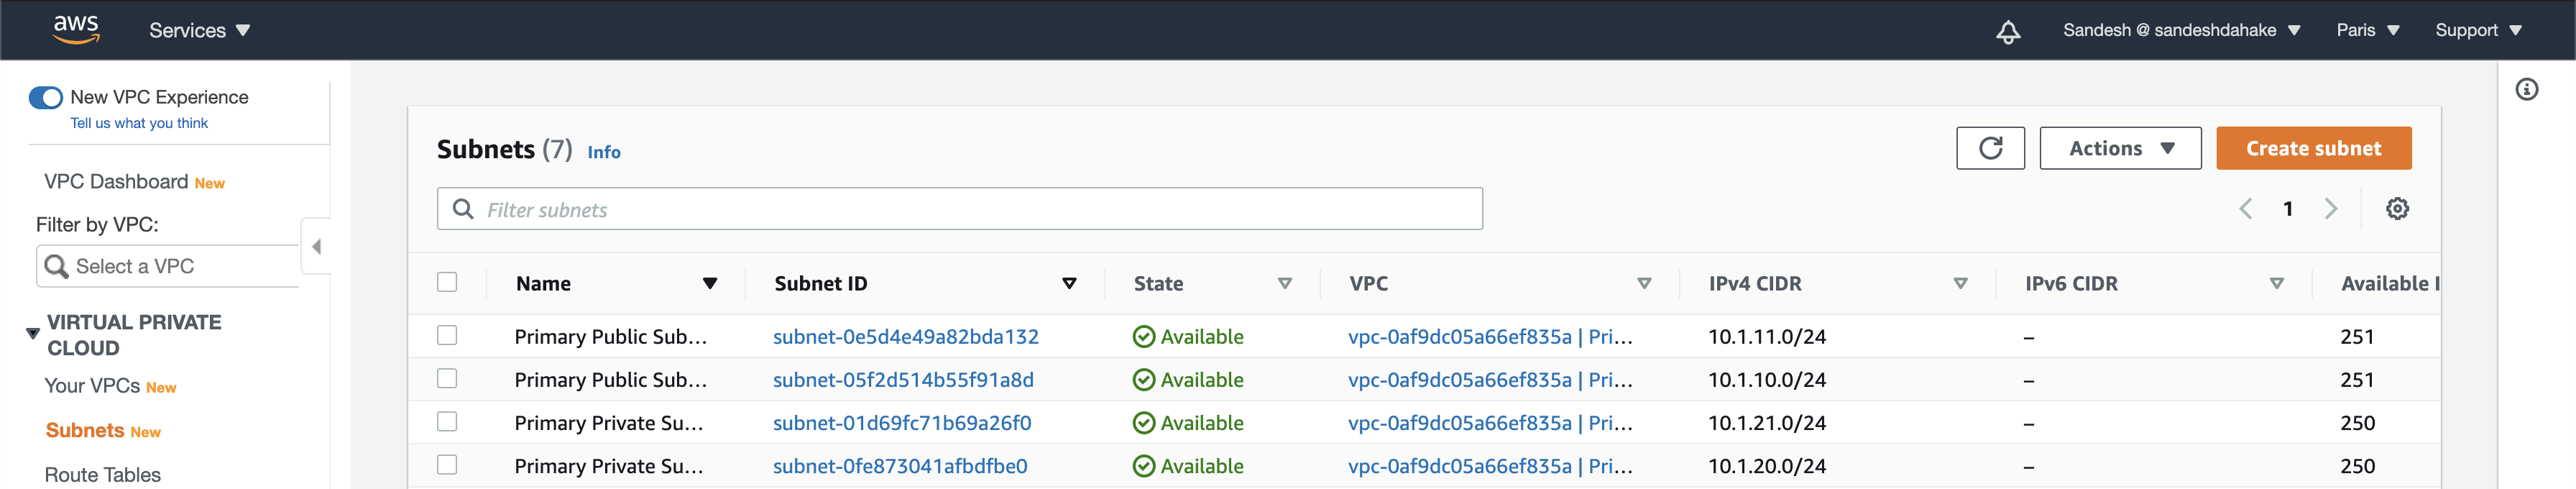 aws Services Sandesh @ sandeshdahake Paris Support
New VPC Experience
Tell us what you think
VPC Dashboard New
Filter by VPC:
Select a VPC
VIRTUAL PRIVATE
CLOUD
Your VPCs New
Subnets New
Route Tables
Subnets (7) Info Actions Create subnet
Filter subnets 1
Name Subnet ID State VPC IPv4 CIDR IPv6 CIDR Available I
Primary Public Sub... subnet-0e5d4e49a82bda132 Available vpc-0af9dc05a66ef835a | Pri... 10.1.11.0/24 – 251
Primary Public Sub... subnet-05f2d514b55f91a8d Available vpc-0af9dc05a66ef835a | Pri... 10.1.10.0/24 – 251
Primary Private Su... subnet-01d69fc71b69a26f0 Available vpc-0af9dc05a66ef835a | Pri... 10.1.21.0/24 – 250
Primary Private Su... subnet-0fe873041afbdfbe0 Available vpc-0af9dc05a66ef835a | Pri... 10.1.20.0/24 – 250